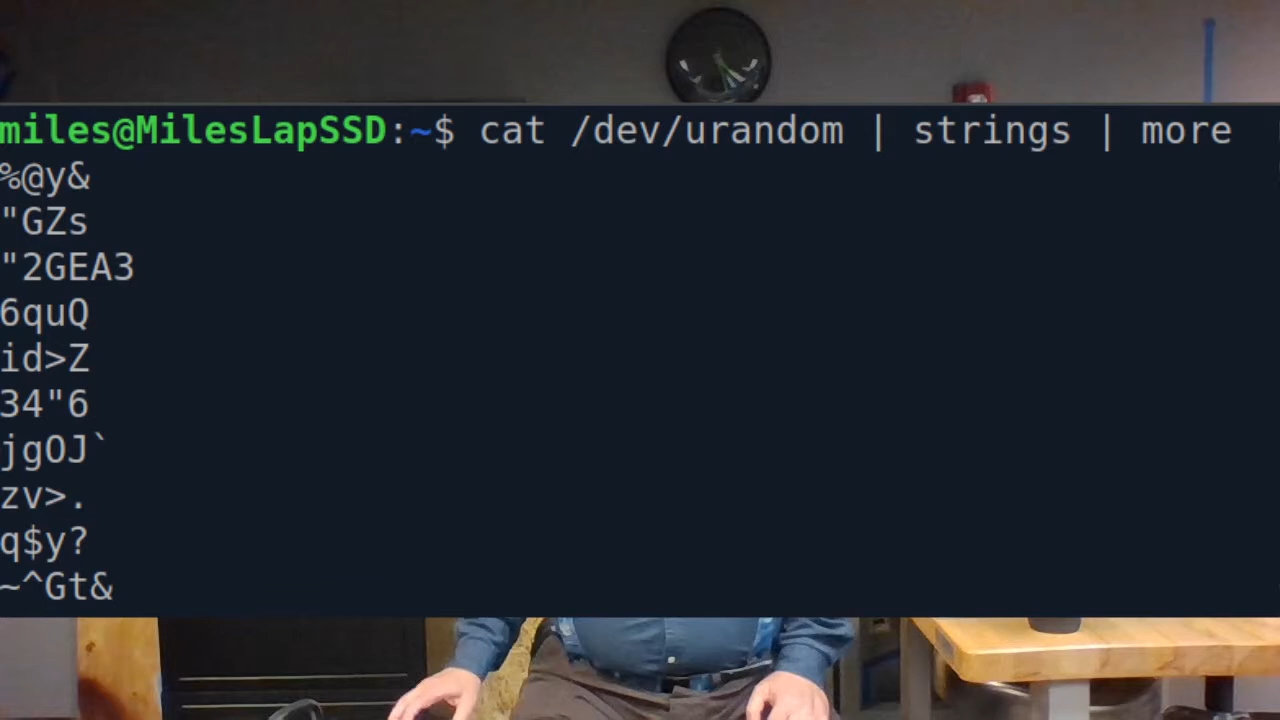 miles@MilesLapSSD:~$ cat /dev/urandom | strings | more
%@y&
"GZs
"2GEA3
6quQ
id>Z
34"6
jgOJ`
zv>.
q$y?
~^Gt&